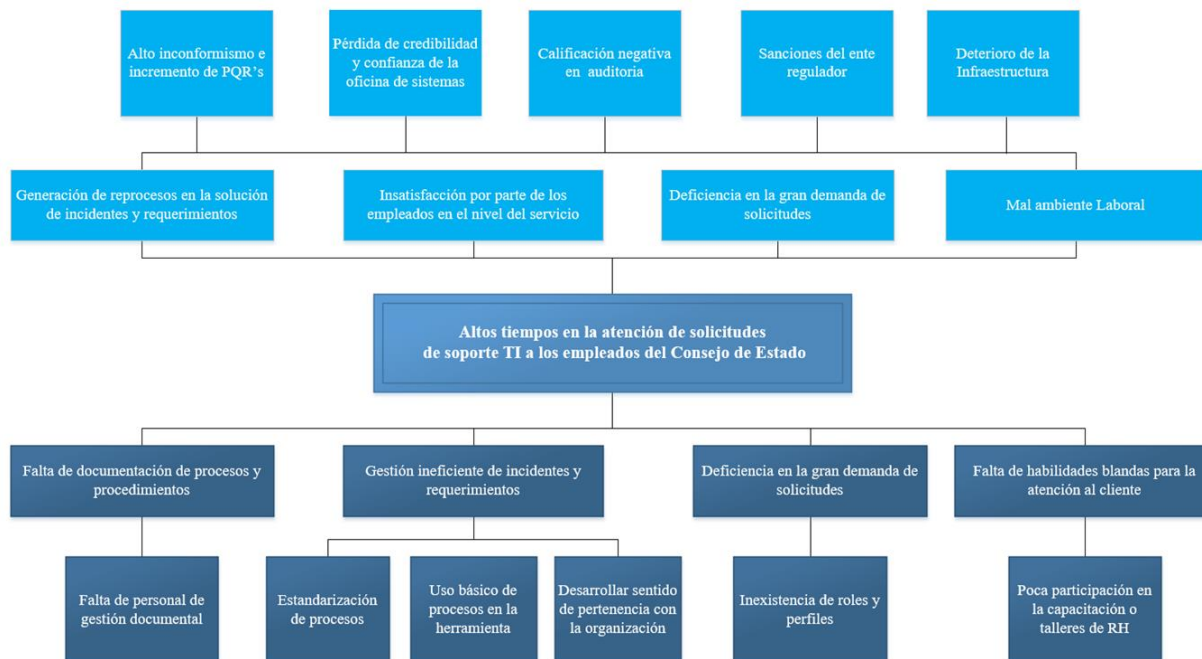 Alto inconformismo e
incremento de PQR's
Pérdida de credibilidad
y confianza de la
oficina de sistemas
Calificación negativa
en auditoria
Sanciones del ente
regulador
Deterioro de la
Infraestructura
Generación de reprocesos en la solución
de incidentes y requerimientos
Insatisfacción por parte de los
empleados en el nivel del servicio
Deficiencia en la gran demanda de
solicitudes
Mal ambiente Laboral
Altos tiempos en la atención de solicitudes
de soporte TI a los empleados del Consejo de Estado
Falta de documentación de procesos y
procedimientos
Gestión ineficiente de incidentes y
requerimientos
Deficiencia en la gran demanda de
solicitudes
Falta de habilidades blandas para la
atención al cliente
Falta de personal de
gestión documental
Estandarización
de procesos
Uso básico de
procesos en la
herramienta
Desarrollar sentido
de pertenencia con
la organización
Inexistencia de roles y
perfiles
Poca participación en
la capacitación o
talleres de RH